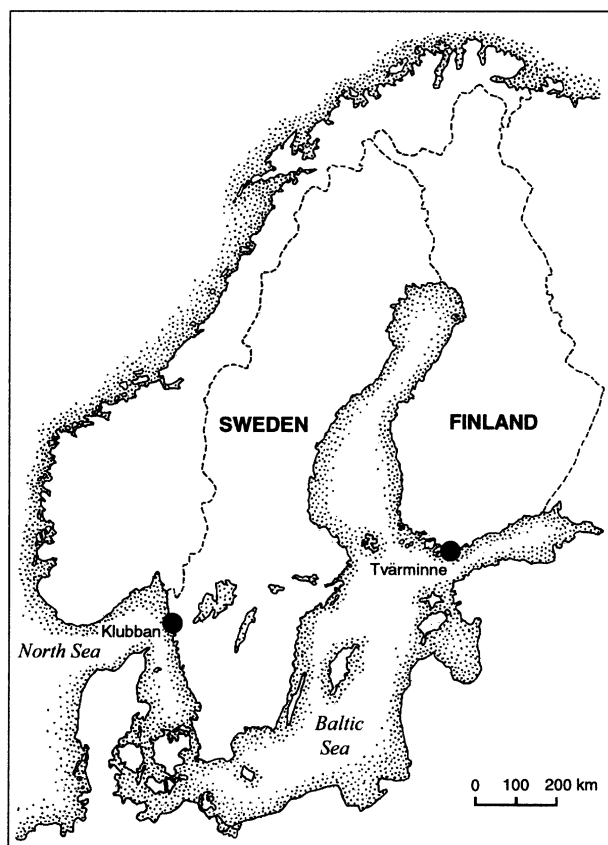 SWEDEN
FINLAND
Tvärminne
Klubban
North Sea
Baltic
Sea
0 100 200 km